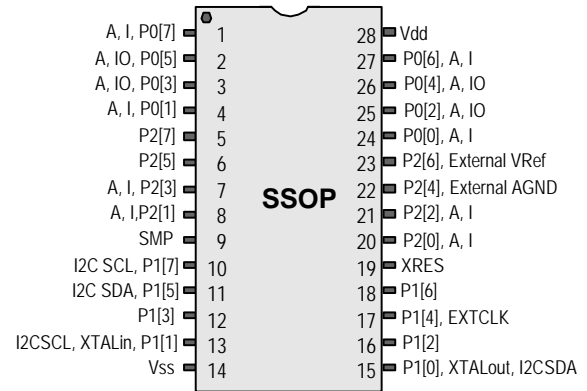 A, I, P0[7] 1 28 Vdd
A, IO, P0[5] 2 27 P0[6], A, I
A, IO, P0[3] 3 26 P0[4], A, IO
A, I, P0[1] 4 25 P0[2], A, IO
P2[7] 5 24 P0[0], A, I
P2[5] 6 23 P2[6], External VRef
A, I, P2[3] 7 SSOP 22 P2[4], External AGND
A, I,P2[1] 8 21 P2[2], A, I
SMP 9 20 P2[0], A, I
I2C SCL, P1[7] 10 19 XRES
I2C SDA, P1[5] 11 18 P1[6]
P1[3] 12 17 P1[4], EXTCLK
I2CSCL, XTALin, P1[1] 13 16 P1[2]
Vss 14 15 P1[0], XTALout, I2CSDA